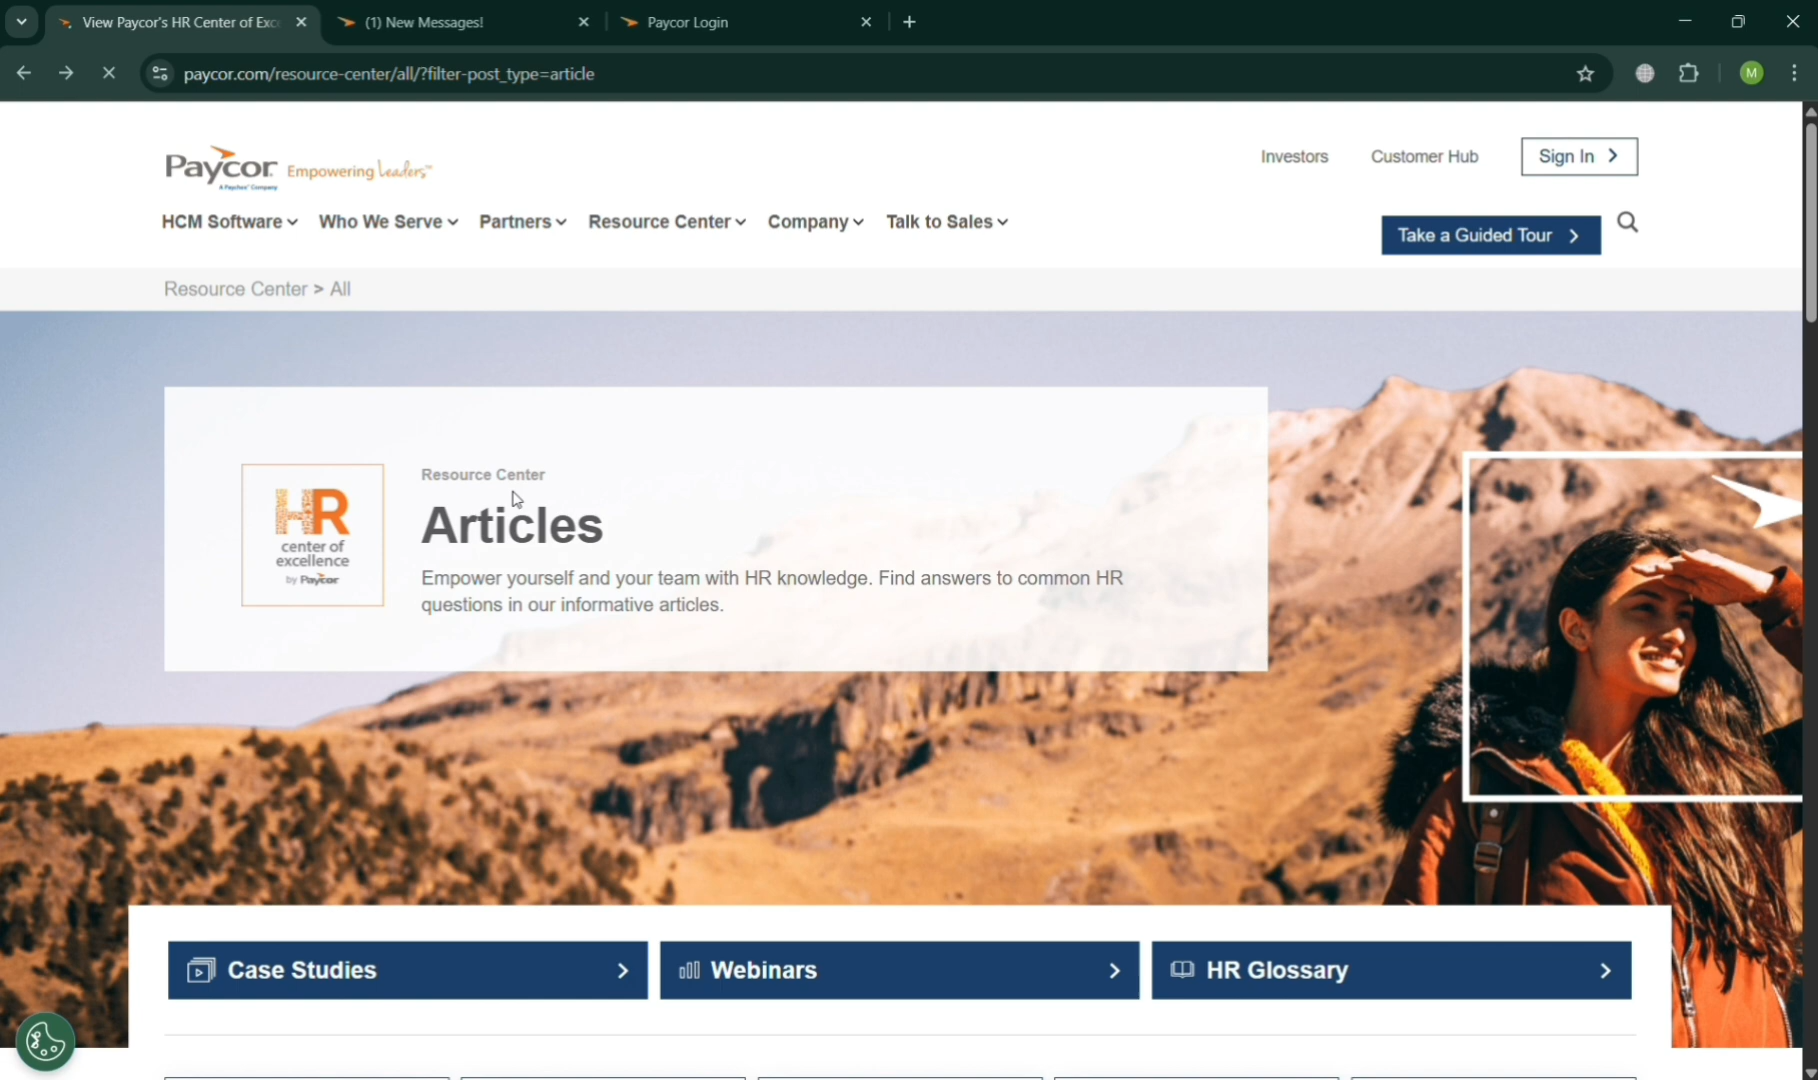 View Paycor's HR Center of Exc
(1) New Messages!
Paycor Login
paycor.com/resource-center/all/?filter-post_type=article
M
Paycor
A Paychex Company
Empowering Leaders
Investors
Customer Hub
Sign In
HCM Software
Who We Serve
Partners
Resource Center
Company
Talk to Sales
Take a Guided Tour
Resource Center > All
HR
center of
excellence
by Paycor
Resource Center
Articles
Empower yourself and your team with HR knowledge. Find answers to common HR
questions in our informative articles.
Case Studies
Webinars
HR Glossary